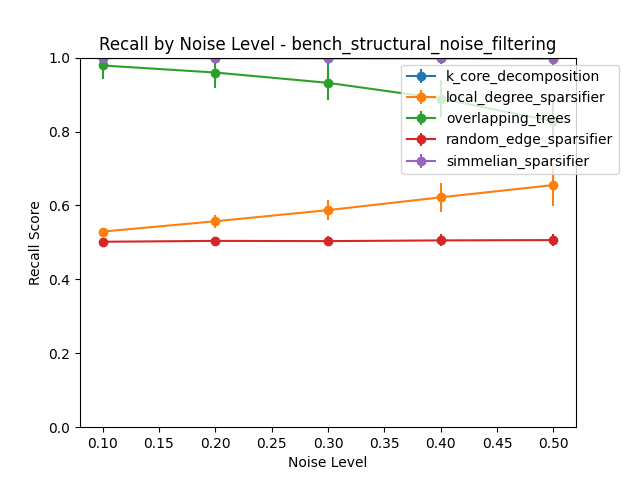 Recall by Noise Level - bench_structural_noise_filtering
Recall Score
1.0
0.8
0.6
0.4
0.2
0.0
k_core_decomposition
local_degree_sparsifier
overlapping_trees
random_edge_sparsifier
simmelian_sparsifier
0.10 0.15 0.20 0.25 0.30 0.35 0.40 0.45 0.50
Noise Level